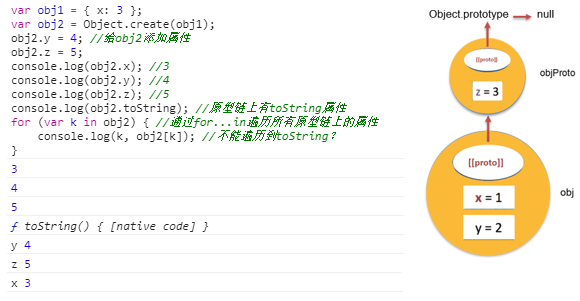 var obj1 = { x: 3 };
var obj2 = Object.create(obj1);
obj2.y = 4; //给obj2添加属性
obj2.z = 5;
console.log(obj2.x); //3
console.log(obj2.y); //4
console.log(obj2.z); //5
console.log(obj2.toString); //原型链上有toString属性
for (var k in obj2) { //通过for...in遍历所有原型链上的属性
    console.log(k, obj2[k]); //不能遍历到toString？
}
3
4
5
ƒ toString() { [native code] }
y 4
z 5
x 3
Object.prototype
null
[[proto]]
z = 3
objProto
[[proto]]
x = 1
y = 2
obj